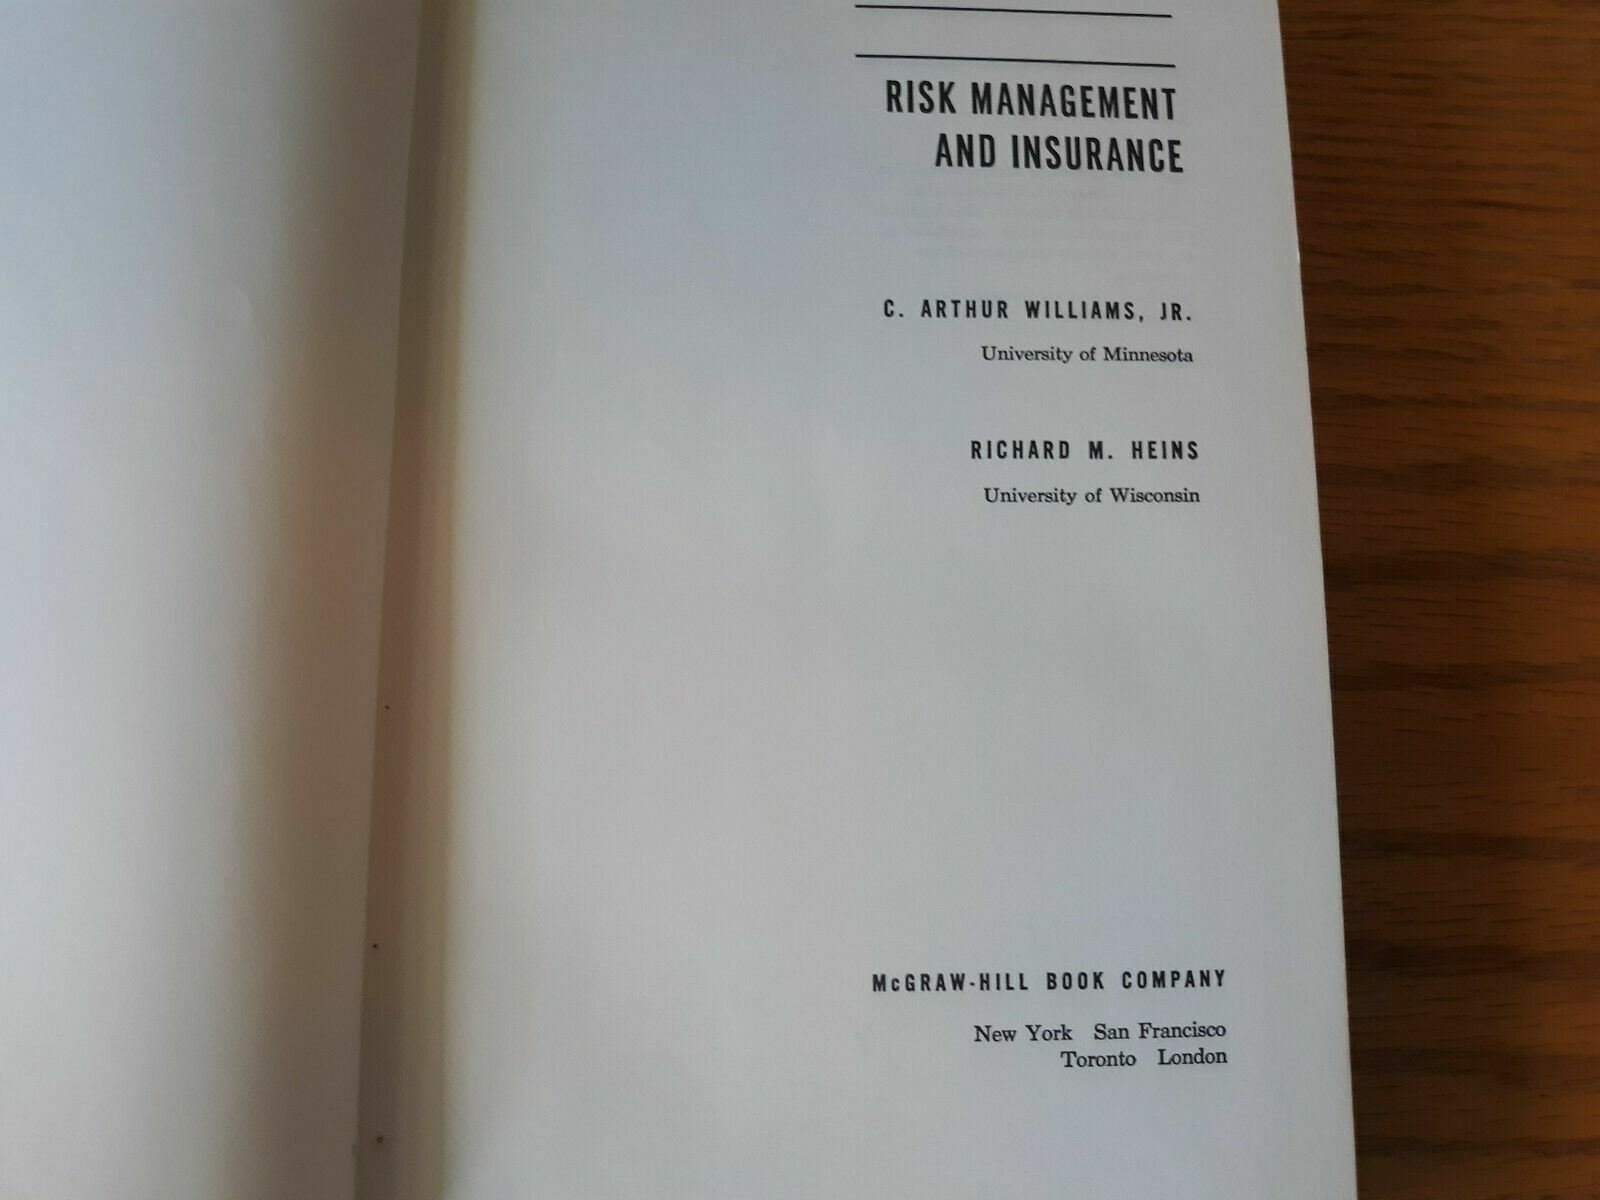 RISK MANAGEMENT
AND INSURANCE
C. ARTHUR WILLIAMS, JR.
University of Minnesota
RICHARD M. HEINS
University of Wisconsin
McGRAW-HILL BOOK COMPANY
New York San Francisco
Toronto London